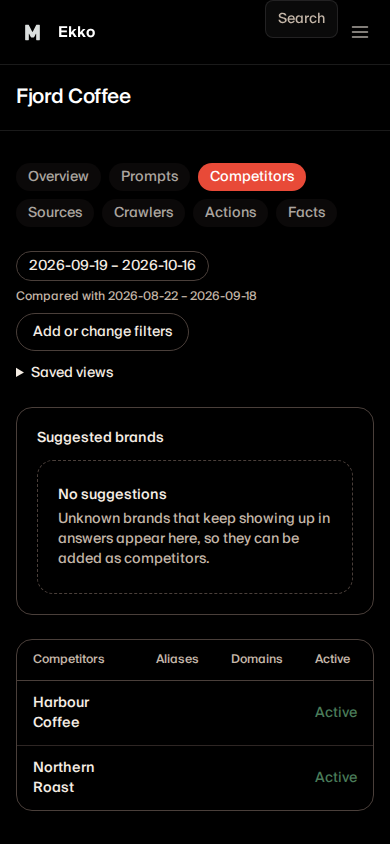 Ekko
Search
Fjord Coffee
Overview
Prompts
Competitors
Sources
Crawlers
Actions
Facts
2026-09-19 – 2026-10-16
Compared with 2026-08-22 – 2026-09-18
Add or change filters
Saved views
Suggested brands
No suggestions
Unknown brands that keep showing up in
answers appear here, so they can be
added as competitors.
Competitors Aliases Domains Active
Harbour
Coffee
Active
Northern
Roast
Active